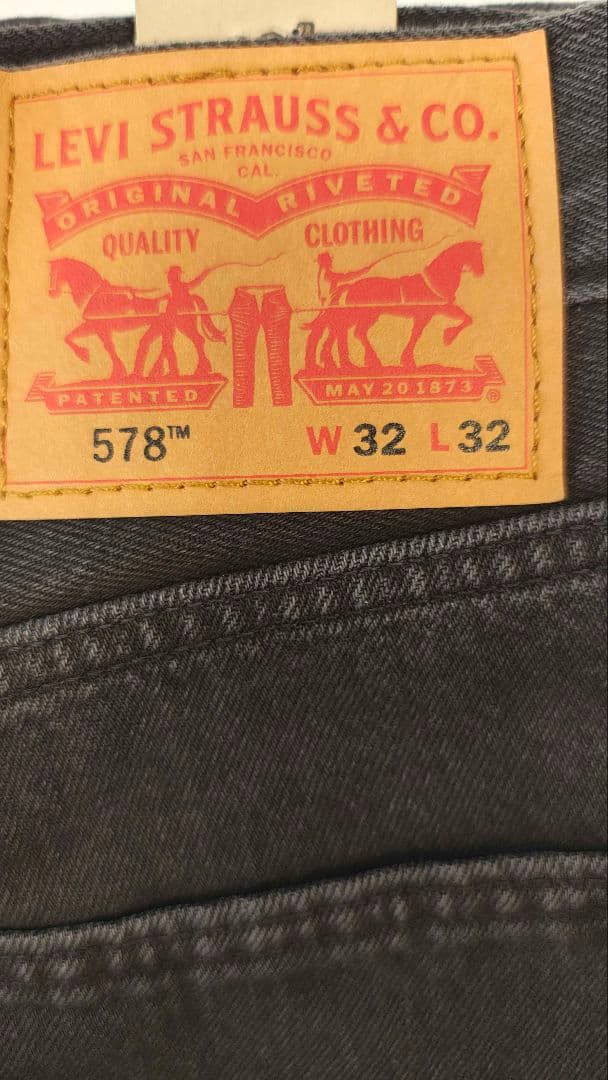 LEVI STRAUSS & CO.
SAN FRANCISCO
CAL.
ORIGINAL RIVETED
QUALITY CLOTHING
PATENTED MAY 20 1873 ®
578™ W 32 L 32